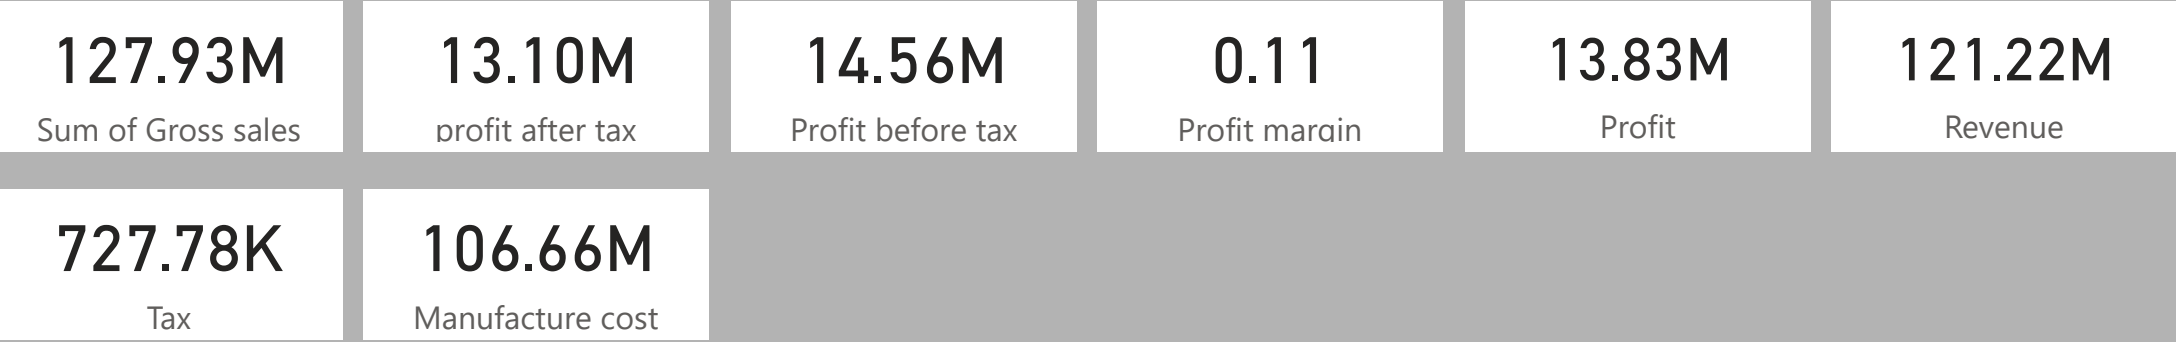 127.93M
Sum of Gross sales
13.10M
profit after tax
14.56M
Profit before tax
0.11
Profit margin
13.83M
Profit
121.22M
Revenue
727.78K
Tax
106.66M
Manufacture cost